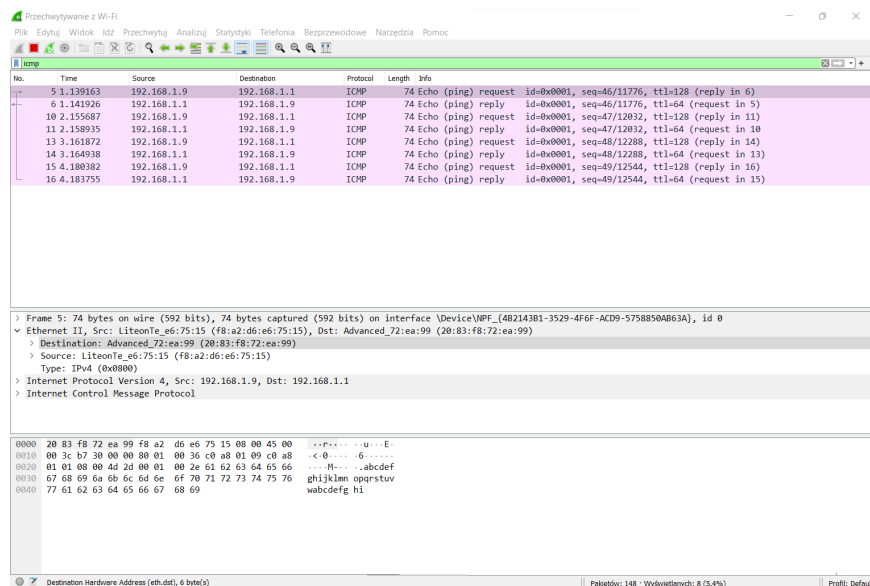 Przechwytywanie z Wi-Fi
Plik Edytuj Widok Idź Przechwytuj Analizuj Statystyki Telefonia Bezprzewodowe Narzędzia Pomoc
icmp
No. Time Source Destination Protocol Length Info
5 1.139163 192.168.1.9 192.168.1.1 ICMP 74 Echo (ping) request id=0x0001, seq=46/11776, ttl=128 (reply in 6)
6 1.141926 192.168.1.1 192.168.1.9 ICMP 74 Echo (ping) reply id=0x0001, seq=46/11776, ttl=64 (request in 5)
10 2.155687 192.168.1.9 192.168.1.1 ICMP 74 Echo (ping) request id=0x0001, seq=47/12032, ttl=128 (reply in 11)
11 2.158935 192.168.1.1 192.168.1.9 ICMP 74 Echo (ping) reply id=0x0001, seq=47/12032, ttl=64 (request in 10
13 3.161872 192.168.1.9 192.168.1.1 ICMP 74 Echo (ping) request id=0x0001, seq=48/12288, ttl=128 (reply in 14)
14 3.164938 192.168.1.1 192.168.1.9 ICMP 74 Echo (ping) reply id=0x0001, seq=48/12288, ttl=64 (request in 13)
15 4.180382 192.168.1.9 192.168.1.1 ICMP 74 Echo (ping) request id=0x0001, seq=49/12544, ttl=128 (reply in 16)
16 4.183755 192.168.1.1 192.168.1.9 ICMP 74 Echo (ping) reply id=0x0001, seq=49/12544, ttl=64 (request in 15)
> Frame 5: 74 bytes on wire (592 bits), 74 bytes captured (592 bits) on interface \Device\NPF_{4B2143B1-3529-4F6F-ACD9-5758850AB63A}, id 0
Ethernet II, Src: LiteonTe_e6:75:15 (f8:a2:d6:e6:75:15), Dst: Advanced_72:ea:99 (20:83:f8:72:ea:99)
> Destination: Advanced_72:ea:99 (20:83:f8:72:ea:99)
> Source: LiteonTe_e6:75:15 (f8:a2:d6:e6:75:15)
Type: IPv4 (0x0800)
> Internet Protocol Version 4, Src: 192.168.1.9, Dst: 192.168.1.1
> Internet Control Message Protocol
0000 20 83 f8 72 ea 99 f8 a2 d6 e6 75 15 08 00 45 00 ··r···· ··u···E·
0010 00 3c b7 30 00 00 80 01 00 36 c0 a8 01 09 c0 a8 ·<·0···· ·6······
0020 01 01 08 00 4d 2d 00 01 00 2e 61 62 63 64 65 66 ····M-·· ·.abcdef
0030 67 68 69 6a 6b 6c 6d 6e 6f 70 71 72 73 74 75 76 ghijklmn opqrstuv
0040 77 61 62 63 64 65 66 67 68 69 wabcdefg hi
Destination Hardware Address (eth.dst), 6 byte(s) Pakietów: 148 · Wyświetlanych: 8 (5.4%) Profil: Defau